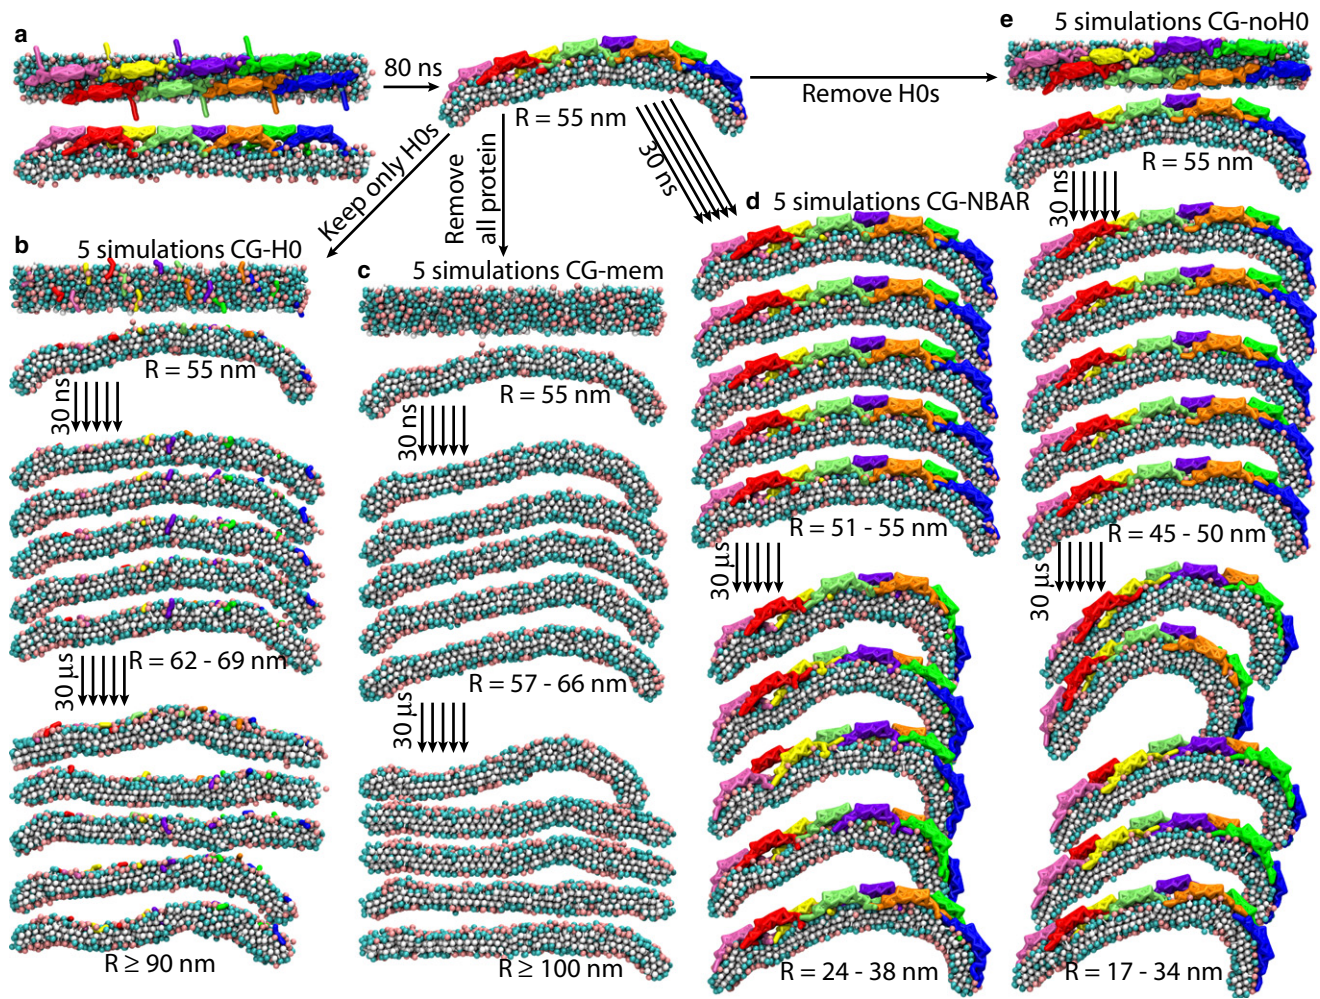 a
80 ns
R = 55 nm
Keep only H0s
Remove
all protein
30 ns
Remove H0s
e 5 simulations CG-noH0
R = 55 nm
30 ns
R = 45 - 50 nm
30 µs
R = 17 - 34 nm
b
5 simulations CG-H0
R = 55 nm
30 ns
R = 62 - 69 nm
30 µs
R ≥ 90 nm
c
5 simulations CG-mem
R = 55 nm
30 ns
R = 57 - 66 nm
30 µs
R ≥ 100 nm
d 5 simulations CG-NBAR
R = 51 - 55 nm
30 µs
R = 24 - 38 nm